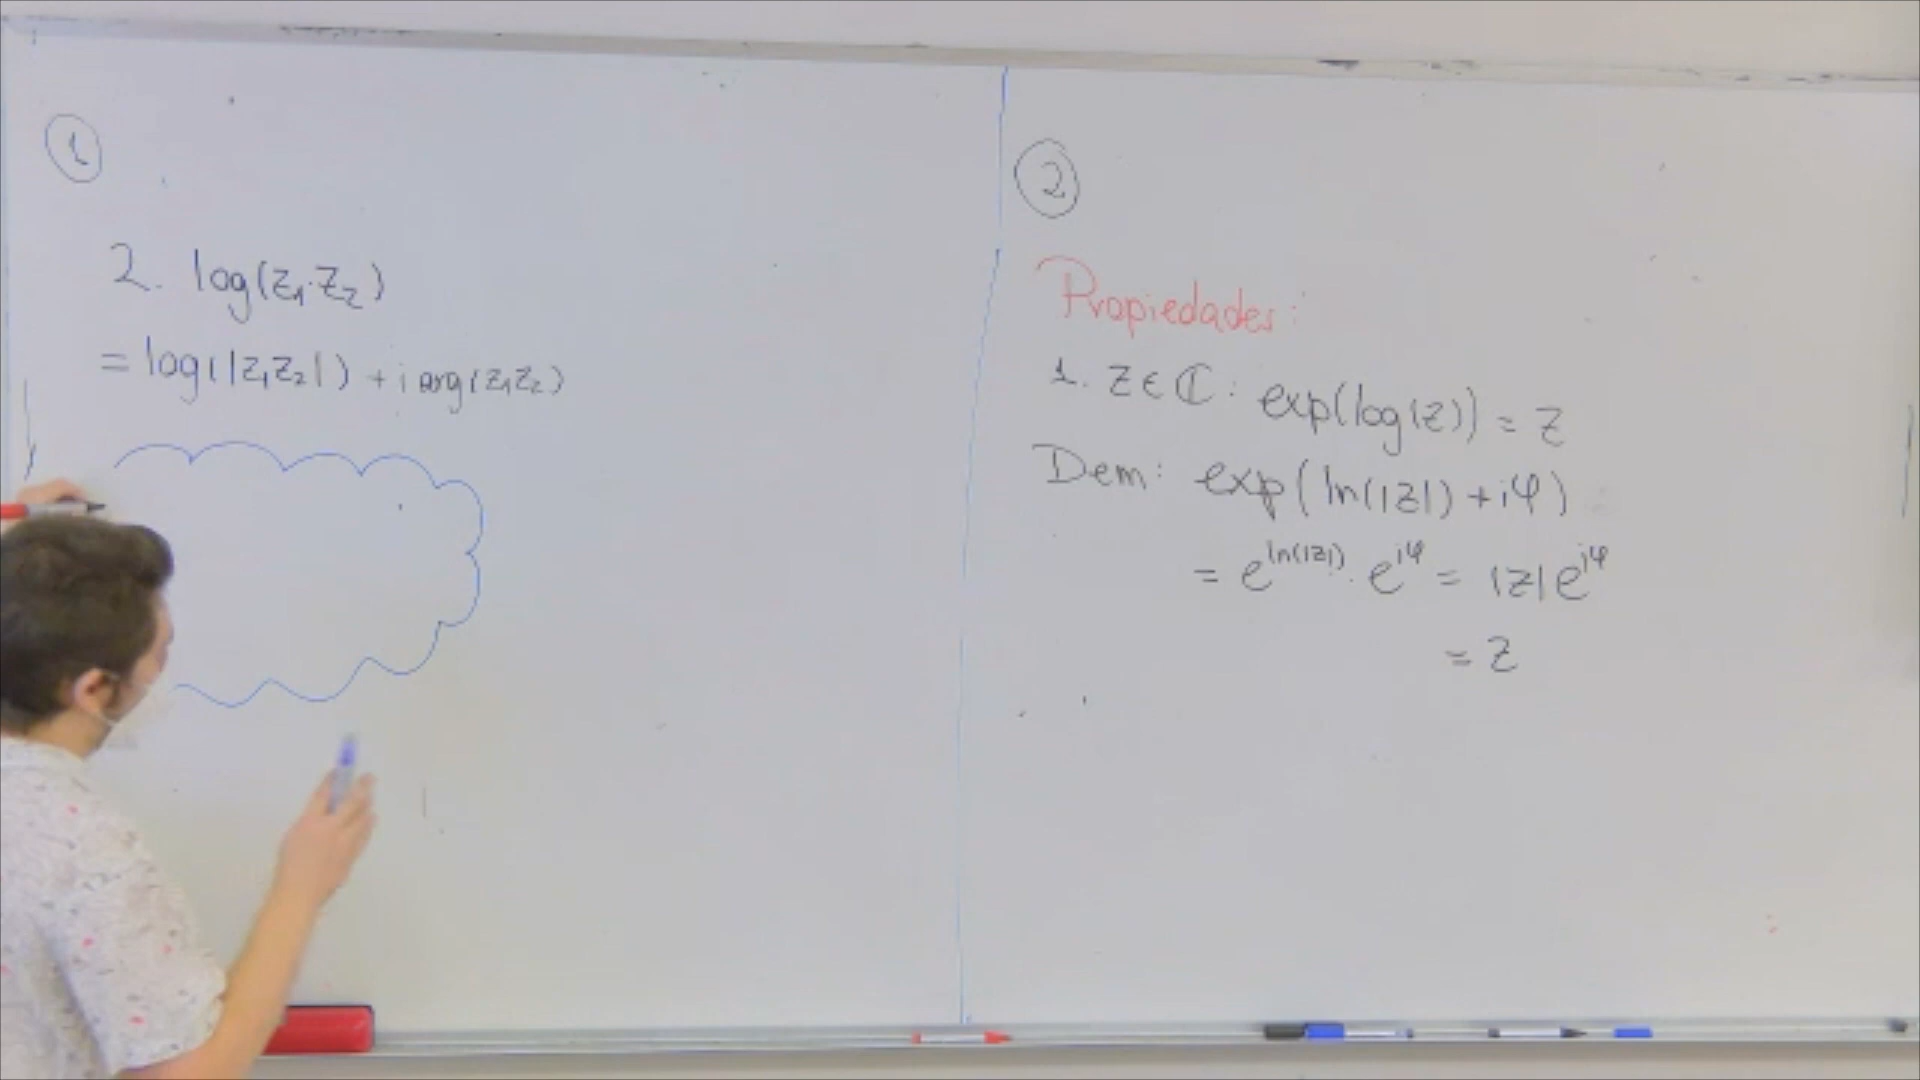 1
2. log(z₁·z₂)
= log(|z₁z₂|) + i arg(z₁z₂)
2
Propiedades:
1. z∈ℂ: exp(log(z)) = z
Dem: exp(ln(|z|) + iφ)
= e^{ln(|z|)} · e^{iφ} = |z|e^{iφ}
= z